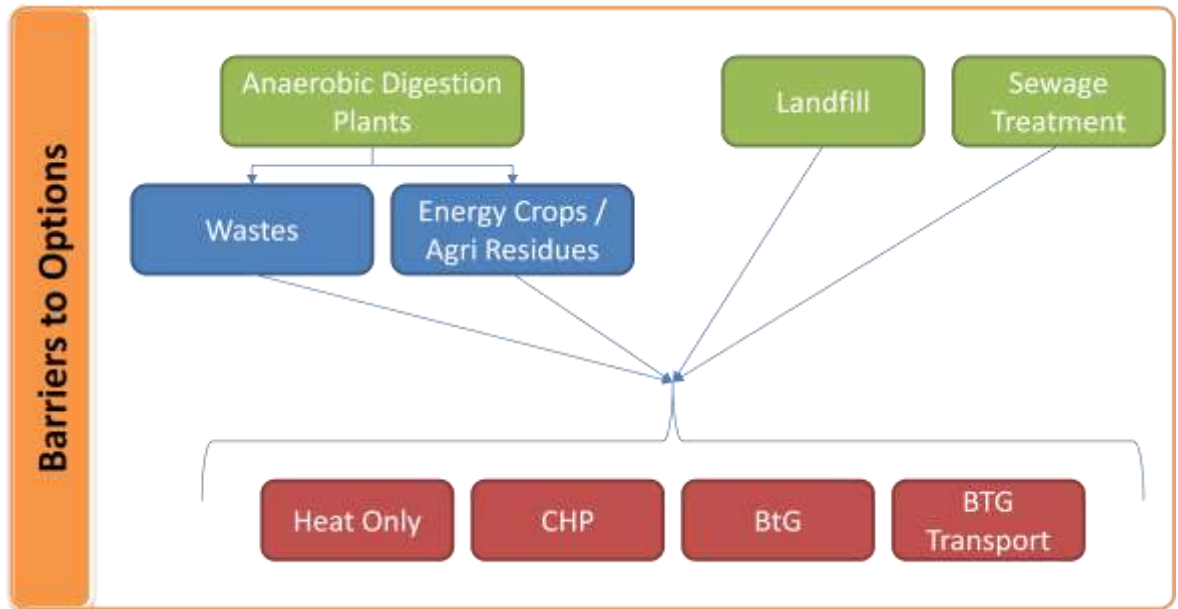 Barriers to Options
Anaerobic Digestion
Plants
Landfill
Sewage
Treatment
Wastes
Energy Crops /
Agri Residues
Heat Only
CHP
BtG
BTG
Transport